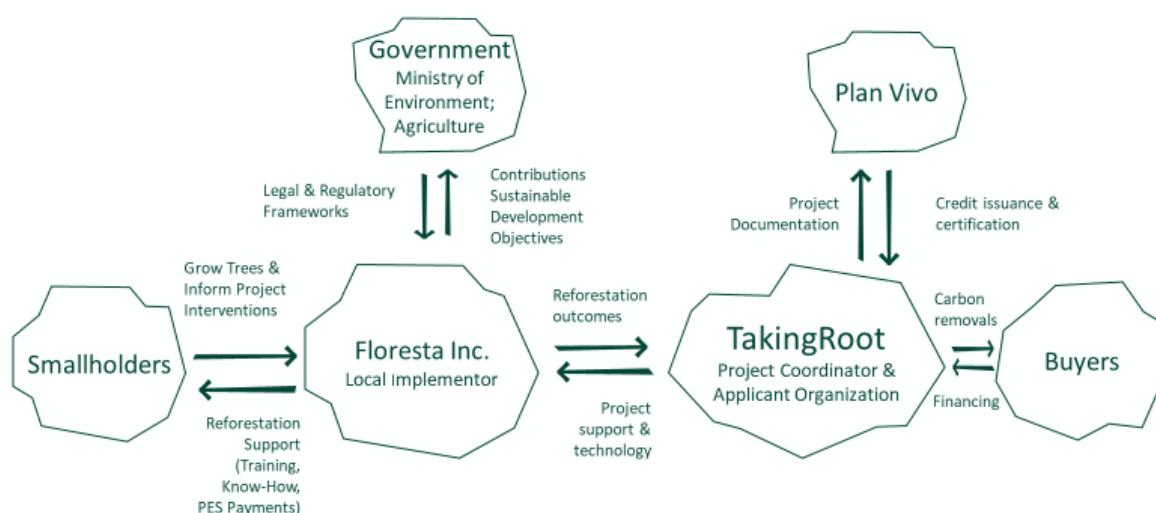 Government
Ministry of
Environment;
Agriculture
Plan Vivo
Legal & Regulatory
Frameworks
Contributions
Sustainable
Development
Objectives
Project
Documentation
Credit issuance &
certification
Grow Trees &
Inform Project
Interventions
Reforestation
outcomes
Carbon
removals
Smallholders
Floresta Inc.
Local Implementor
TakingRoot
Project Coordinator &
Applicant Organization
Buyers
Reforestation
Support
(Training,
Know-How,
PES Payments)
Project
support &
technology
Financing